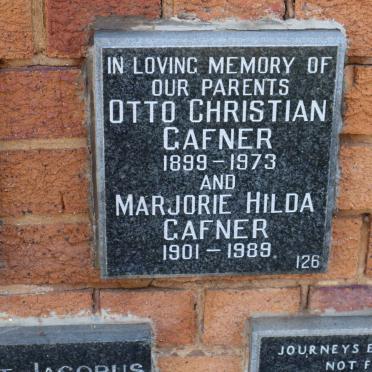 IN LOVING MEMORY OF
OUR PARENTS
OTTO CHRISTIAN
GAFNER
1899-1973
AND
MARJORIE HILDA
GAFNER
1901-1989
126
JACOBUS
JOURNEYS
NOT